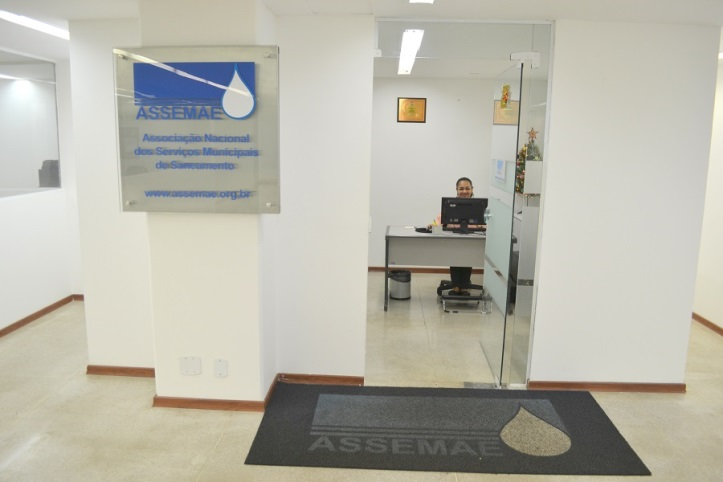 ASSEMAE
Associação Nacional
dos Serviços Municipais
de Saneamento
www.assemae.org.br
ASSEMAE